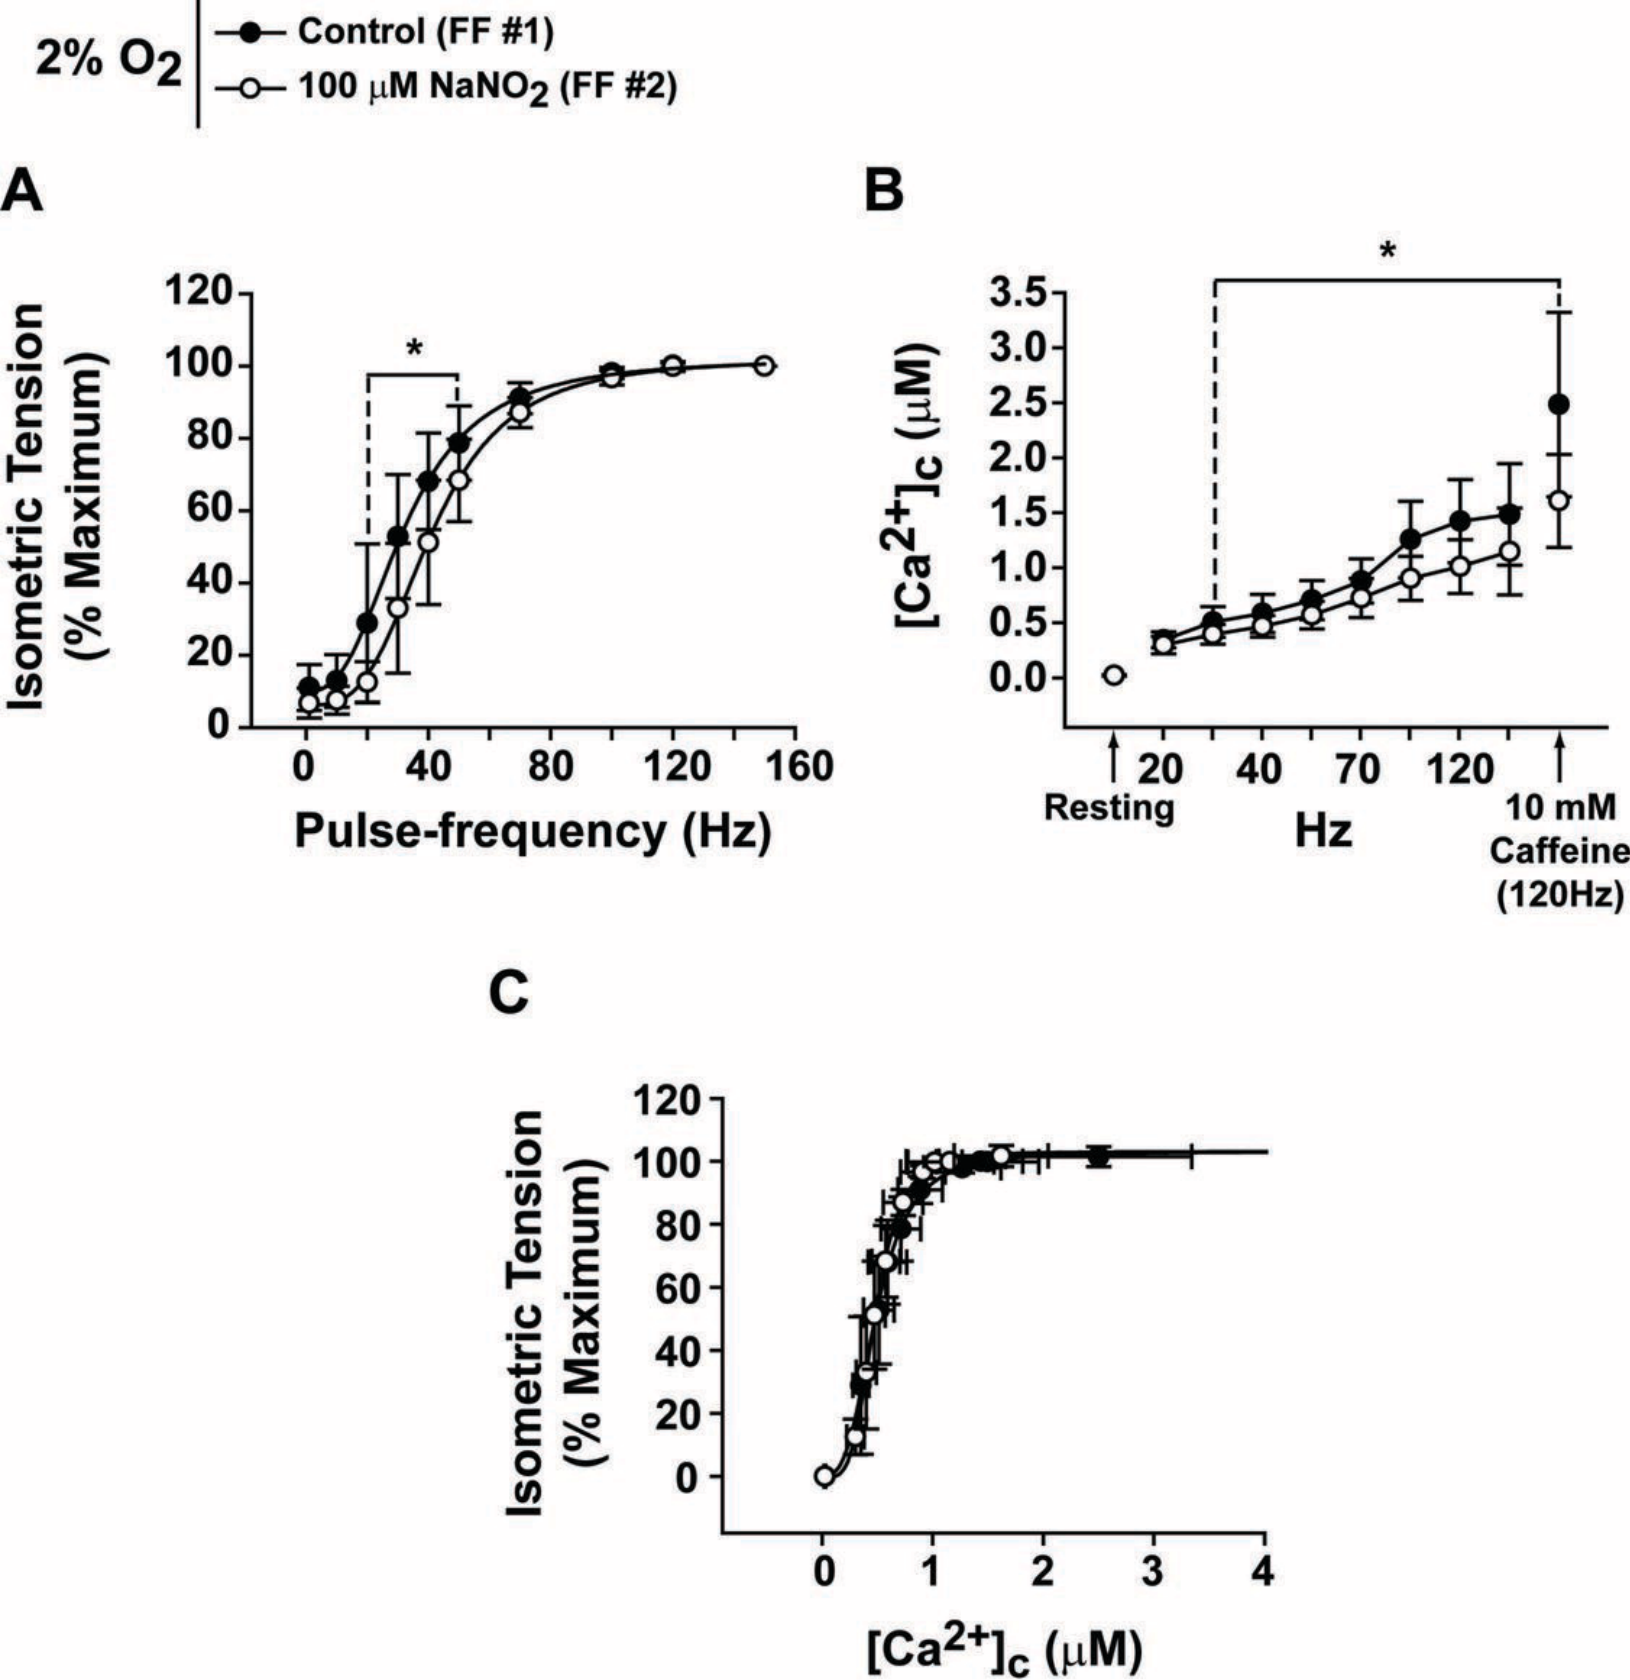 2% O2
Control (FF #1)
100 μM NaNO2 (FF #2)
A
Isometric Tension
(% Maximum)
120
100
80
60
40
20
0
*
0 40 80 120 160
Pulse-frequency (Hz)
B
[Ca2+]c (μM)
3.5
3.0
2.5
2.0
1.5
1.0
0.5
0.0
*
20 40 70 120
Resting
Hz
10 mM
Caffeine
(120Hz)
C
Isometric Tension
(% Maximum)
120
100
80
60
40
20
0
0 1 2 3 4
[Ca2+]c (μM)